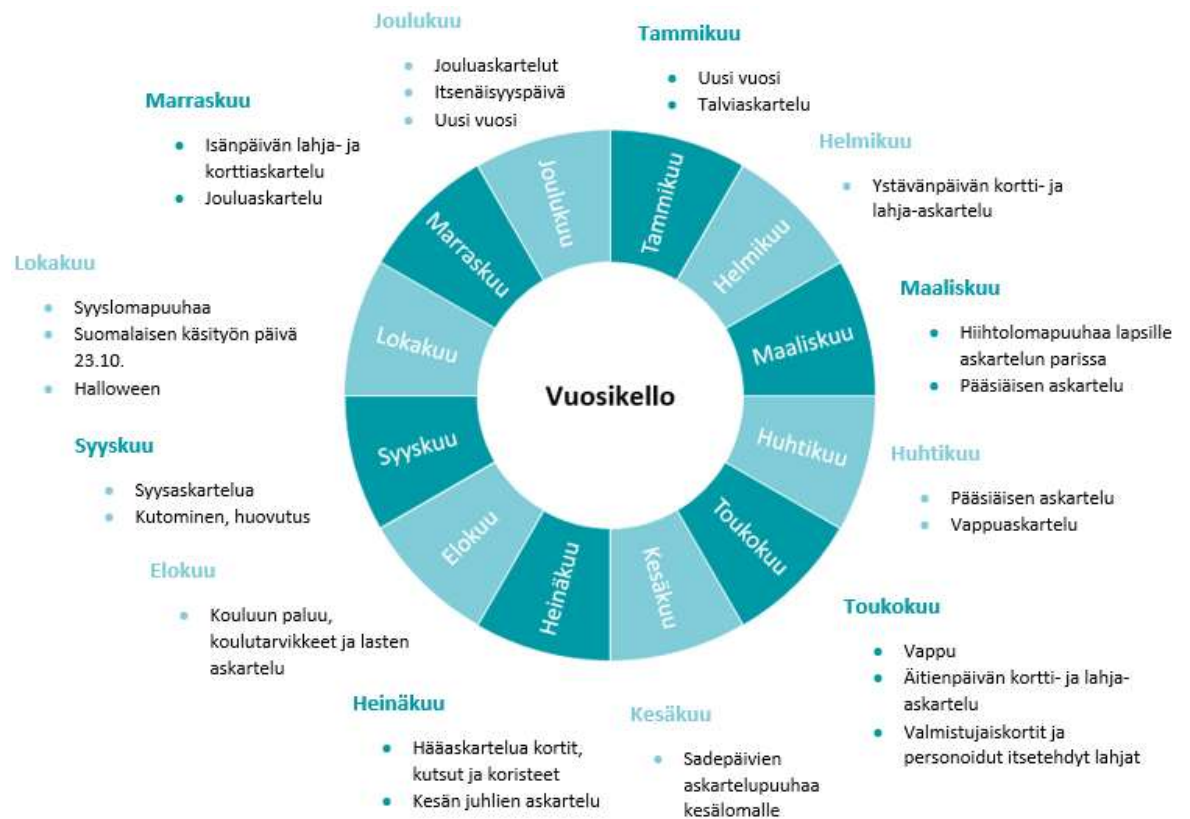 Joulukuu
Jouluaskartelut
Itsenäisyyspäivä
Uusi vuosi
Tammikuu
Uusi vuosi
Talviaskartelu
Helmikuu
Ystävänpäivän kortti- ja
lahja-askartelu
Maaliskuu
Hiihtolomapuuhaa lapsille
askartelun parissa
Pääsiäisen askartelu
Huhtikuu
Pääsiäisen askartelu
Vappuaskartelu
Toukokuu
Vappu
Äitienpäivän kortti- ja lahja-
askartelu
Valmistujaiskortit ja
personoidut itsetehdyt lahjat
Kesäkuu
Sadepäivien
askartelupuuhaa
kesälomalle
Heinäkuu
Hääaskartelua kortit,
kutsut ja koristeet
Kesän juhlien askartelu
Elokuu
Kouluun paluu,
koulutarvikkeet ja lasten
askartelu
Syyskuu
Syysaskartelua
Kutominen, huovutus
Lokakuu
Syyslomapuuhaa
Suomalaisen käsityön päivä
23.10.
Halloween
Marraskuu
Isänpäivän lahja- ja
korttiaskartelu
Jouluaskartelu
Vuosikello
Tammikuu
Helmikuu
Maaliskuu
Huhtikuu
Toukokuu
Kesäkuu
Heinäkuu
Elokuu
Syyskuu
Lokakuu
Marraskuu
Joulukuu